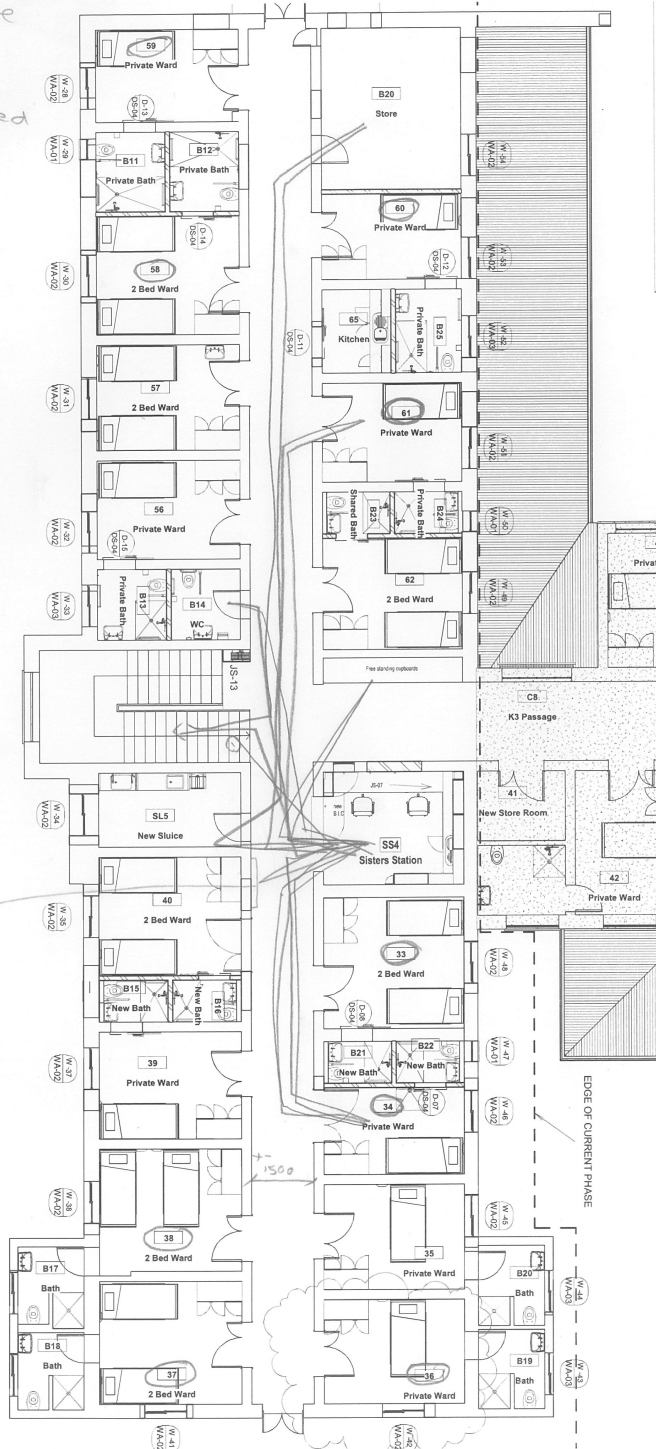 e
ed
59
Private Ward
W -28
WA-02
D-13
DS-04
B20
Store
W -29
WA-01
B11
Private Bath
B12
Private Bath
W -54
WA-02
60
Private Ward
D-14
DS-04
W -30
WA-02
58
2 Bed Ward
D-12
DS-04
W -53
WA-02
65
Kitchen
Private Bath
B25
D-11
DS-04
W -52
WA-03
W -31
WA-02
57
2 Bed Ward
61
Private Ward
W -51
WA-02
56
Private Ward
W -32
WA-02
D-15
DS-04
Shared Bath
B23
Private Bath
B24
W -50
WA-01
W -33
WA-03
Private Bath
B13
B14
WC
62
2 Bed Ward
W -49
WA-02
Privat
JS-13
Free standing cupboards
C8
K3 Passage
W -34
WA-02
SL5
New Sluice
JS-07
new
B.I.C
SS4
Sisters Station
41
New Store Room
42
Private Ward
W -35
WA-02
40
2 Bed Ward
33
2 Bed Ward
W -48
WA-02
D-08
DS-04
B15
New Bath
New Bath
B16
W -37
WA-02
39
Private Ward
B21
New Bath
B22
New Bath
W -47
WA-01
34
Private Ward
D-07
DS-04
W -46
WA-02
EDGE OF CURRENT PHASE
+-
1500
W -38
WA-02
38
2 Bed Ward
35
Private Ward
W -45
WA-02
B17
Bath
B20
Bath
W -44
WA-03
B18
Bath
37
2 Bed Ward
36
Private Ward
B19
Bath
W -43
WA-03
W -41
WA-02
W -42
WA-02